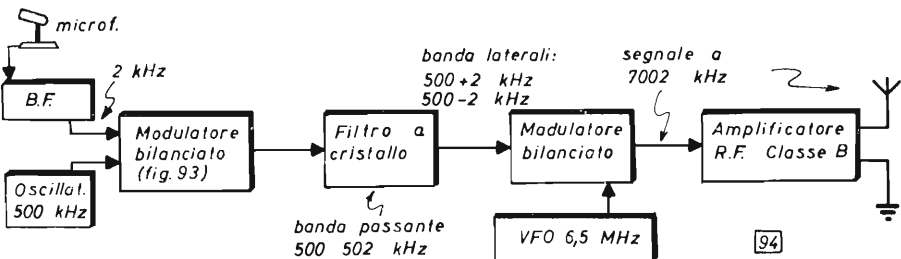 microf.
2 kHz
B.F.
Oscillat.
500 kHz
Modulatore
bilanciato
(fig. 93)
Filtro a
cristallo
banda passante
500 502 kHz
banda laterali:
500+2 kHz
500-2 kHz
Madulatore
bilanciato
VFO 6,5 MHz
segnale a
7002 kHz
Amplificatore
R.F. Classe B
94